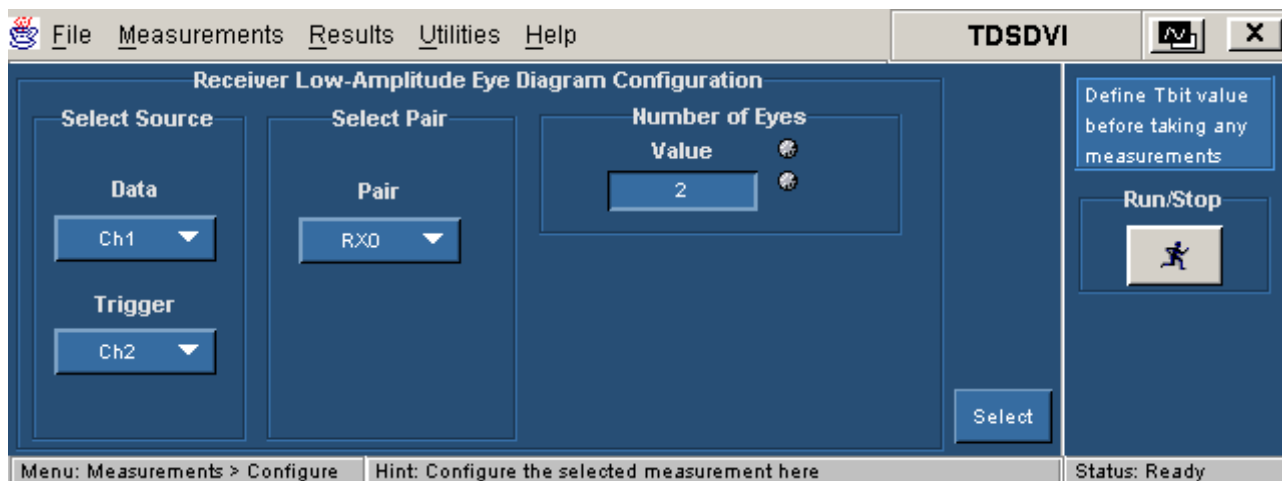 File Measurements Results Utilities Help
TDSDVI
X
Receiver Low-Amplitude Eye Diagram Configuration
Select Source
Data
Ch1
Trigger
Ch2
Select Pair
Pair
RX0
Number of Eyes
Value
2
Select
Define Tbit value
before taking any
measurements
Run/Stop
Menu: Measurements > Configure
Hint: Configure the selected measurement here
Status: Ready